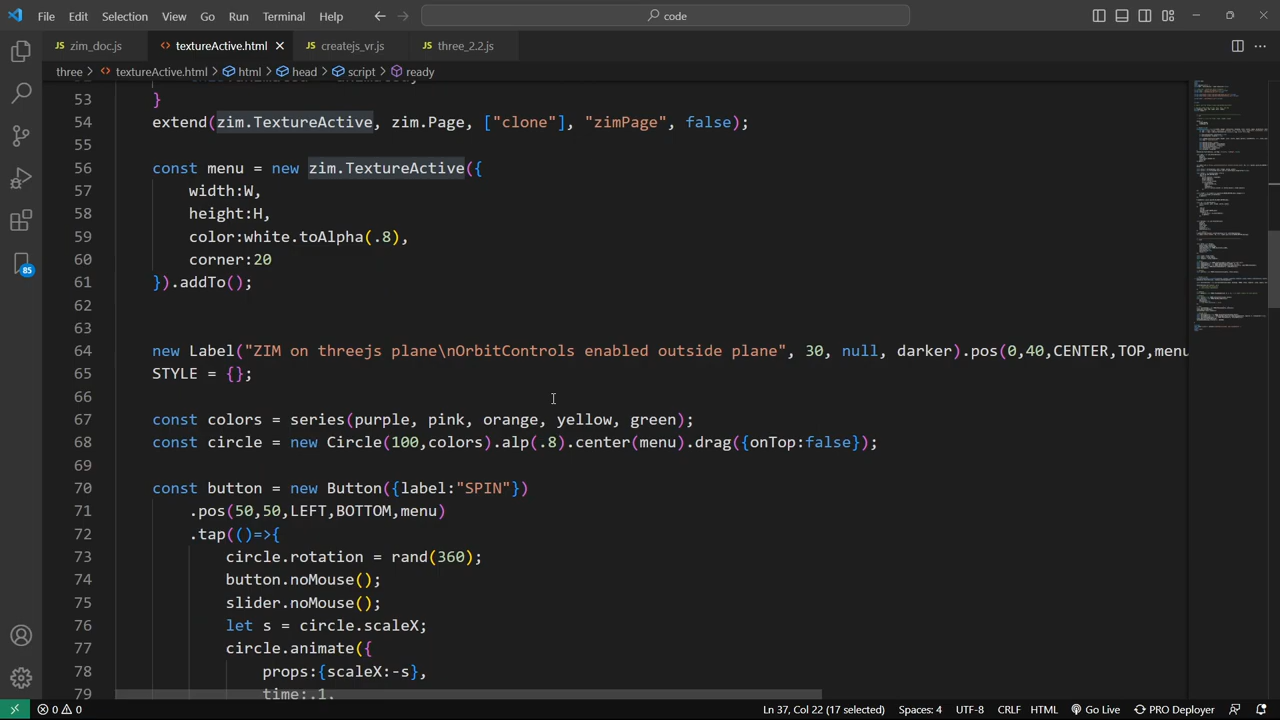 File Edit Selection View Go Run Terminal Help
code
zim_doc.js
textureActive.html
createjs_vr.js
three_2.2.js
three > textureActive.html > html > head > script > ready
53 }
54 extend(zim.TextureActive, zim.Page, ["clone"], "zimPage", false);
55
56 const menu = new zim.TextureActive({
57 width:W,
58 height:H,
59 color:white.toAlpha(.8),
60 corner:20
61 }).addTo();
62
63
64 new Label("ZIM on threejs plane\nOrbitControls enabled outside plane", 30, null, darker).pos(0,40,CENTER,TOP,menu
65 STYLE = {};
66
67 const colors = series(purple, pink, orange, yellow, green);
68 const circle = new Circle(100,colors).alp(.8).center(menu).drag({onTop:false});
69
70 const button = new Button({label:"SPIN"})
71 .pos(50,50,LEFT,BOTTOM,menu)
72 .tap(()=>{
73 circle.rotation = rand(360);
74 button.noMouse();
75 slider.noMouse();
76 let s = circle.scaleX;
77 circle.animate({
78 props:{scaleX:-s},
79 time:.1,
85
0 0
Ln 37, Col 22 (17 selected) Spaces: 4 UTF-8 CRLF HTML Go Live PRO Deployer